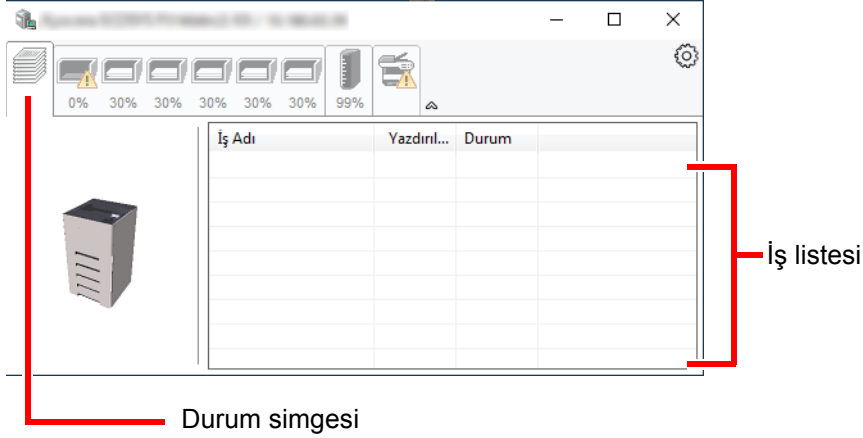 0% 30% 30% 30% 30% 30% 99%
İş Adı Yazdırıl... Durum
İş listesi
Durum simgesi